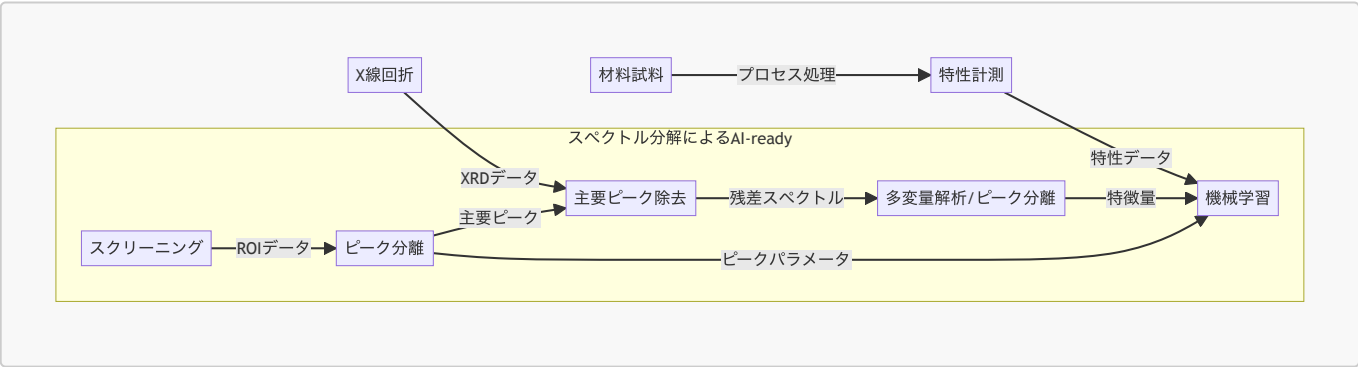 X線回折
材料試料
プロセス処理
特性計測
スペクトル分解によるAI-ready
特性データ
XRDデータ
主要ピーク除去
残差スペクトル
多変量解析/ピーク分離
特徴量
機械学習
主要ピーク
スクリーニング
ROIデータ
ピーク分離
ピークパラメータ